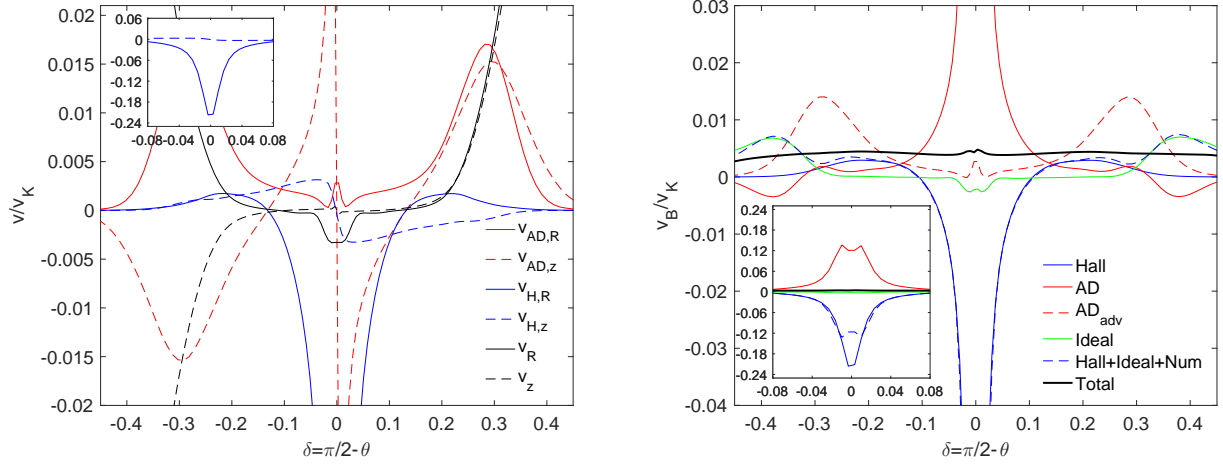 0.06
0
-0.06
-0.12
-0.18
-0.24
-0.08 -0.04 0 0.04 0.08
0.02
0.015
0.01
0.005
0
-0.005
-0.01
-0.015
-0.02
v/v_K
v_AD,R
v_AD,z
v_H,R
v_H,z
v_R
v_z
-0.4 -0.3 -0.2 -0.1 0 0.1 0.2 0.3 0.4
δ=π/2-θ
0.03
0.02
0.01
0
-0.01
-0.02
-0.03
-0.04
v_B/v_K
0.24
0.12
0.06
0
-0.06
-0.12
-0.18
-0.24
-0.08 -0.04 0 0.04 0.08
Hall
AD
AD_adv
Ideal
Hall+Ideal+Num
Total
-0.4 -0.3 -0.2 -0.1 0 0.1 0.2 0.3 0.4
δ=π/2-θ